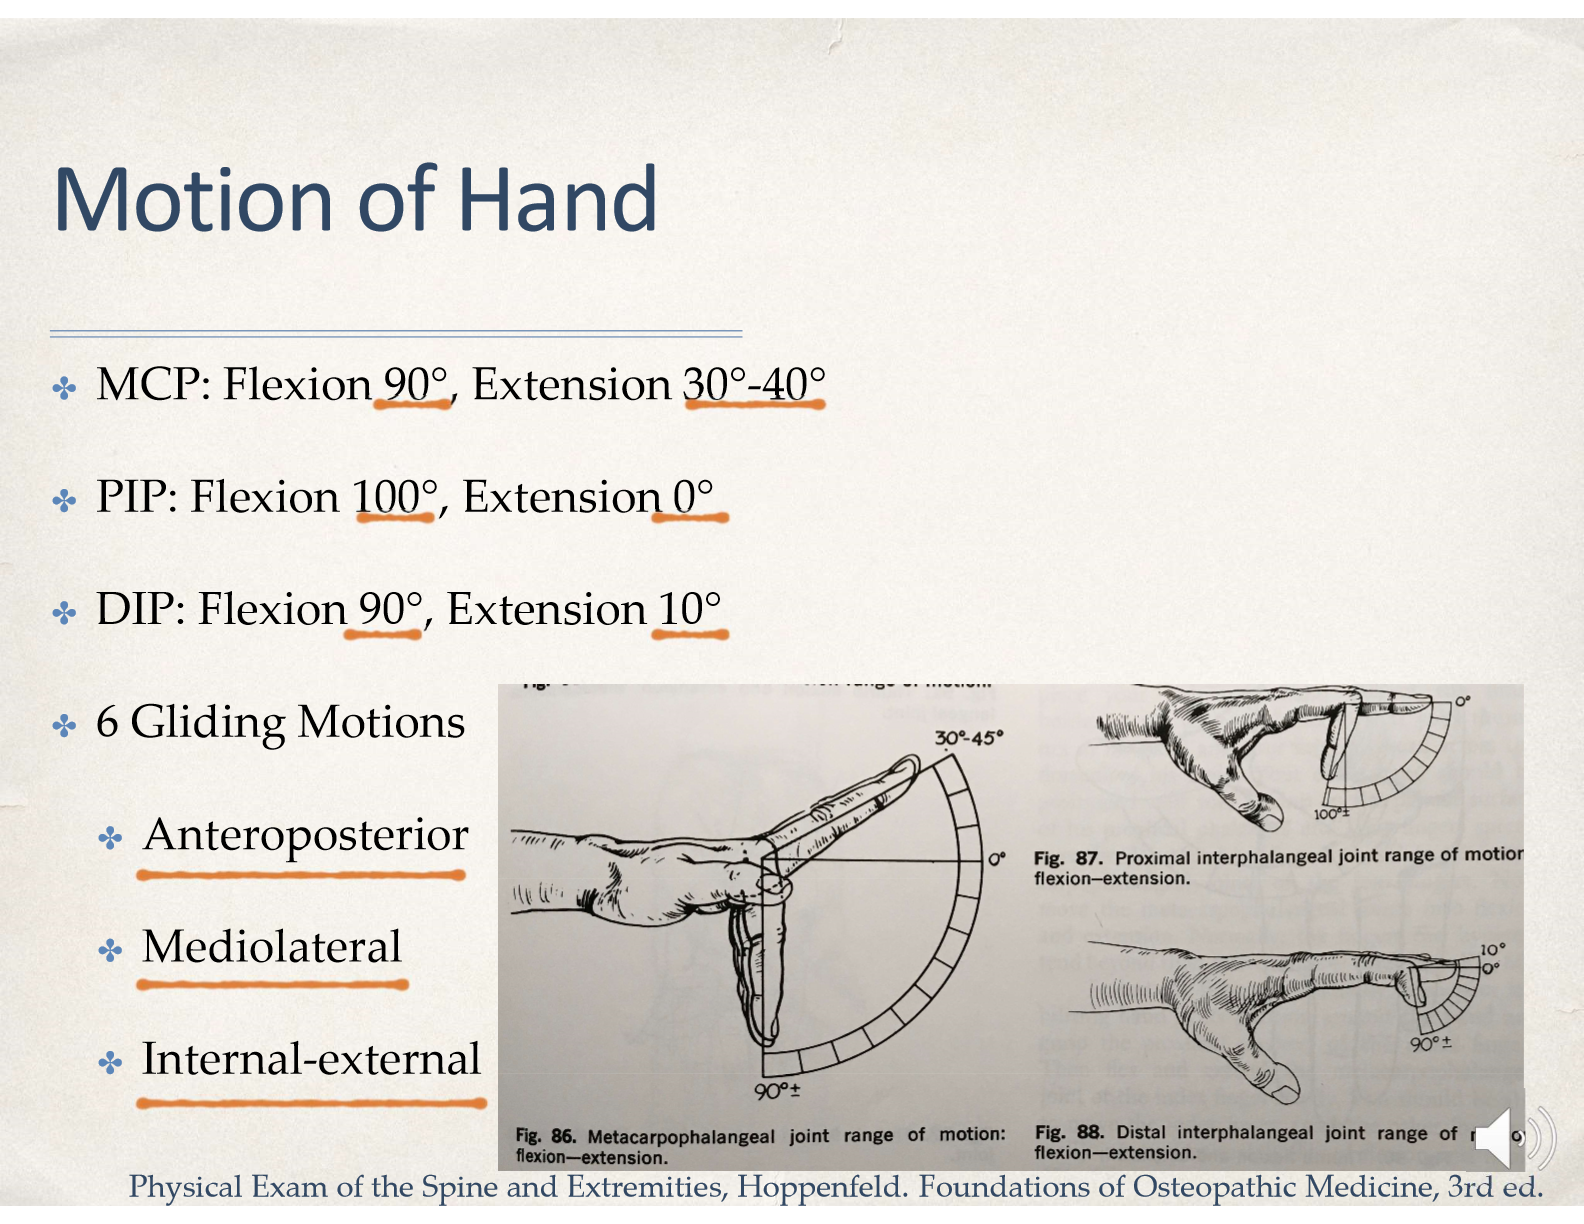 Motion of Hand
MCP: Flexion 90°, Extension 30°-40°
PIP: Flexion 100°, Extension 0°
DIP: Flexion 90°, Extension 10°
6 Gliding Motions
Anteroposterior
Mediolateral
Internal-external
30°-45°
0°
90°±
Fig. 86. Metacarpophalangeal joint range of motion:
flexion—extension.
0°
100°±
Fig. 87. Proximal interphalangeal joint range of motion
flexion—extension.
10°
0°
90°±
Fig. 88. Distal interphalangeal joint range of
flexion—extension.
Physical Exam of the Spine and Extremities, Hoppenfeld. Foundations of Osteopathic Medicine, 3rd ed.